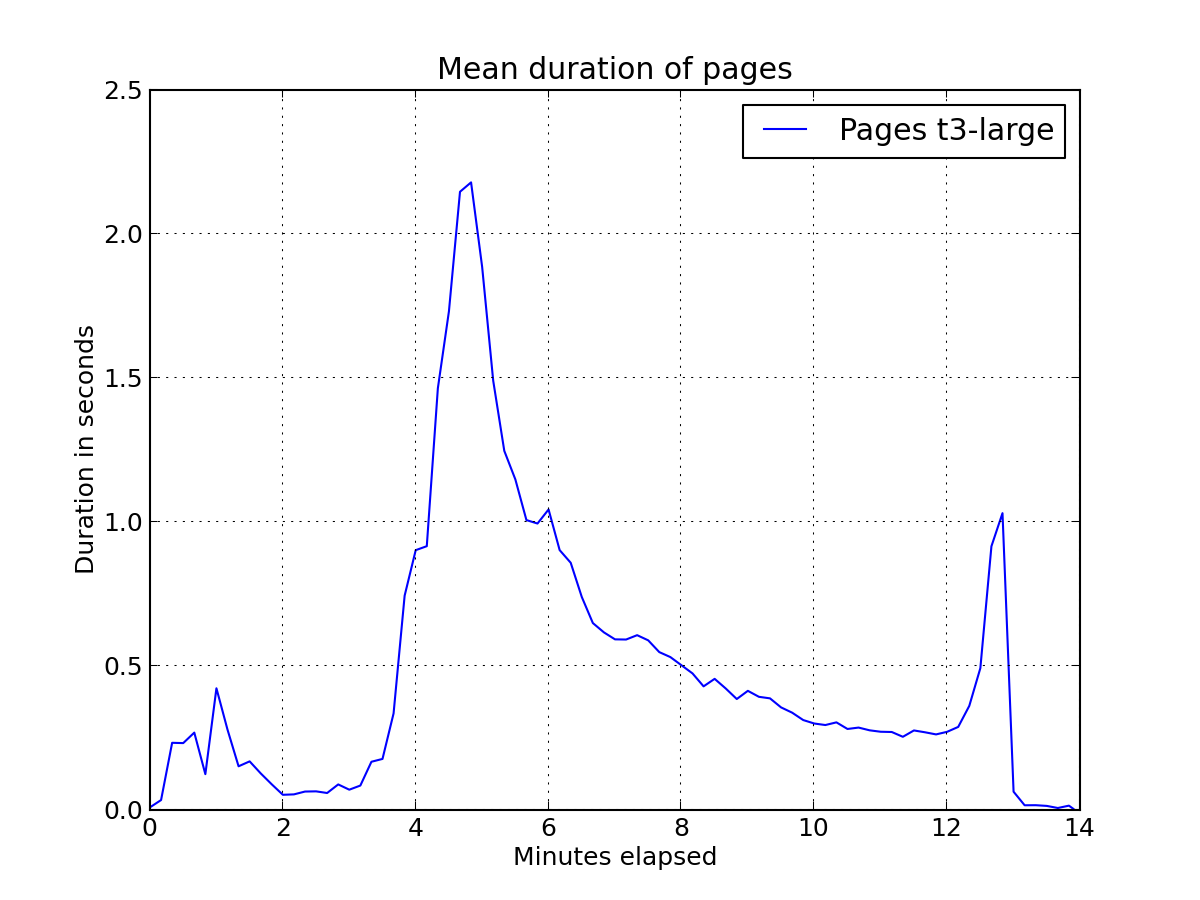 Mean duration of pages
Pages t3-large
2.5
2.0
1.5
1.0
0.5
0.0
Duration in seconds
0 2 4 6 8 10 12 14
Minutes elapsed